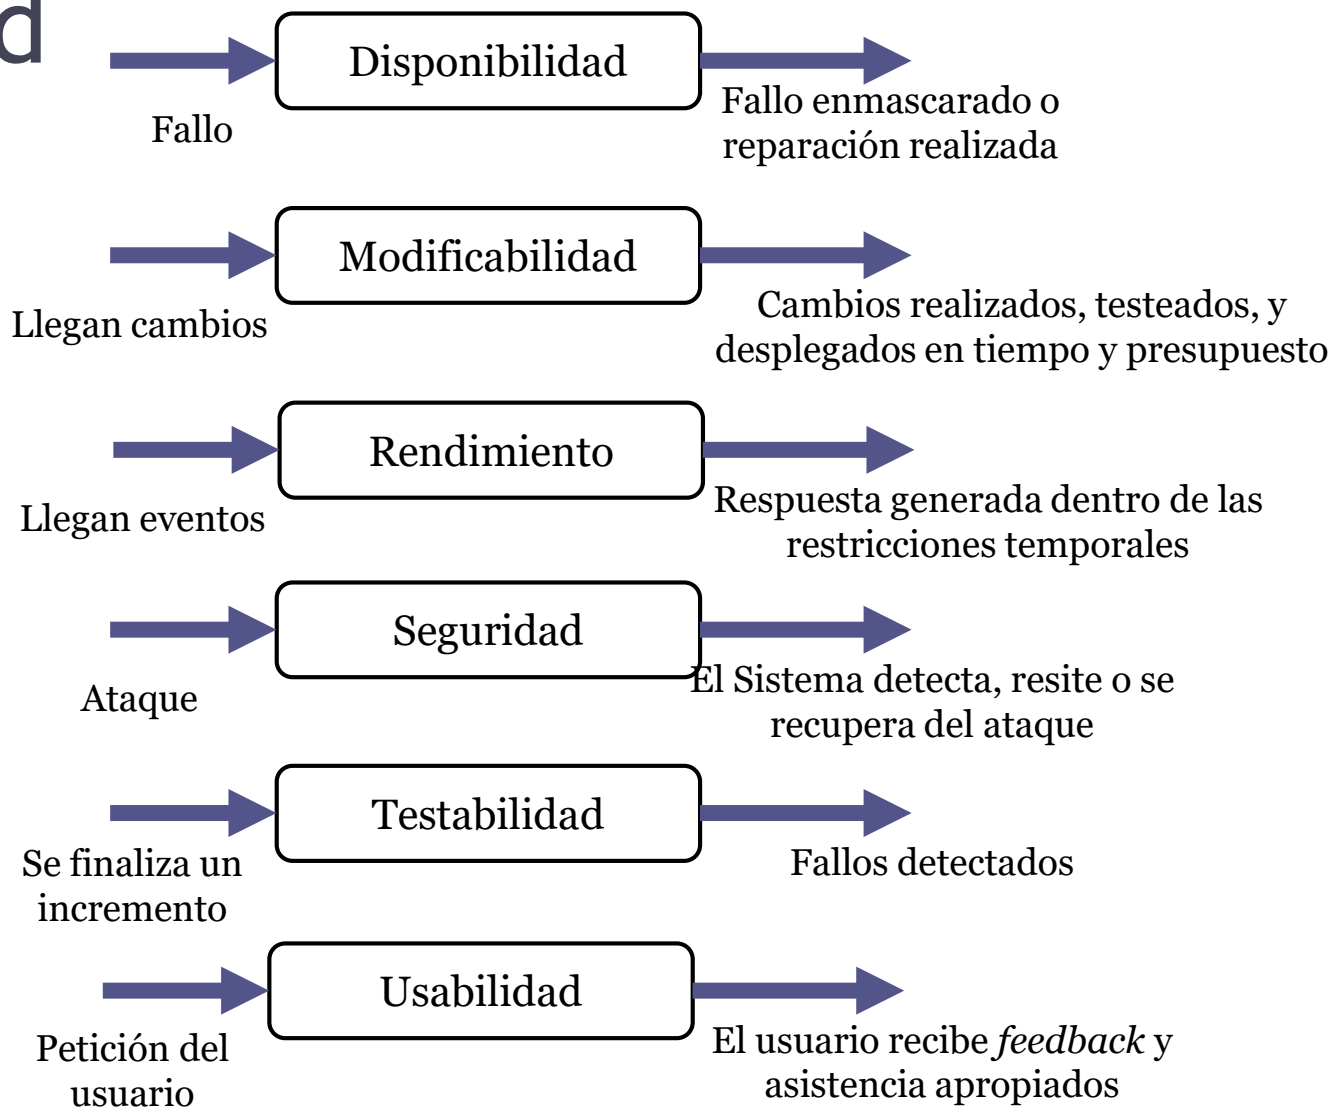 d
Disponibilidad
Fallo
Fallo enmascarado o
reparación realizada
Modificabilidad
Llegan cambios
Cambios realizados, testeados, y
desplegados en tiempo y presupuesto
Rendimiento
Llegan eventos
Respuesta generada dentro de las
restricciones temporales
Seguridad
Ataque
El Sistema detecta, resite o se
recupera del ataque
Testabilidad
Se finaliza un
incremento
Fallos detectados
Usabilidad
Petición del
usuario
El usuario recibe feedback y
asistencia apropiados